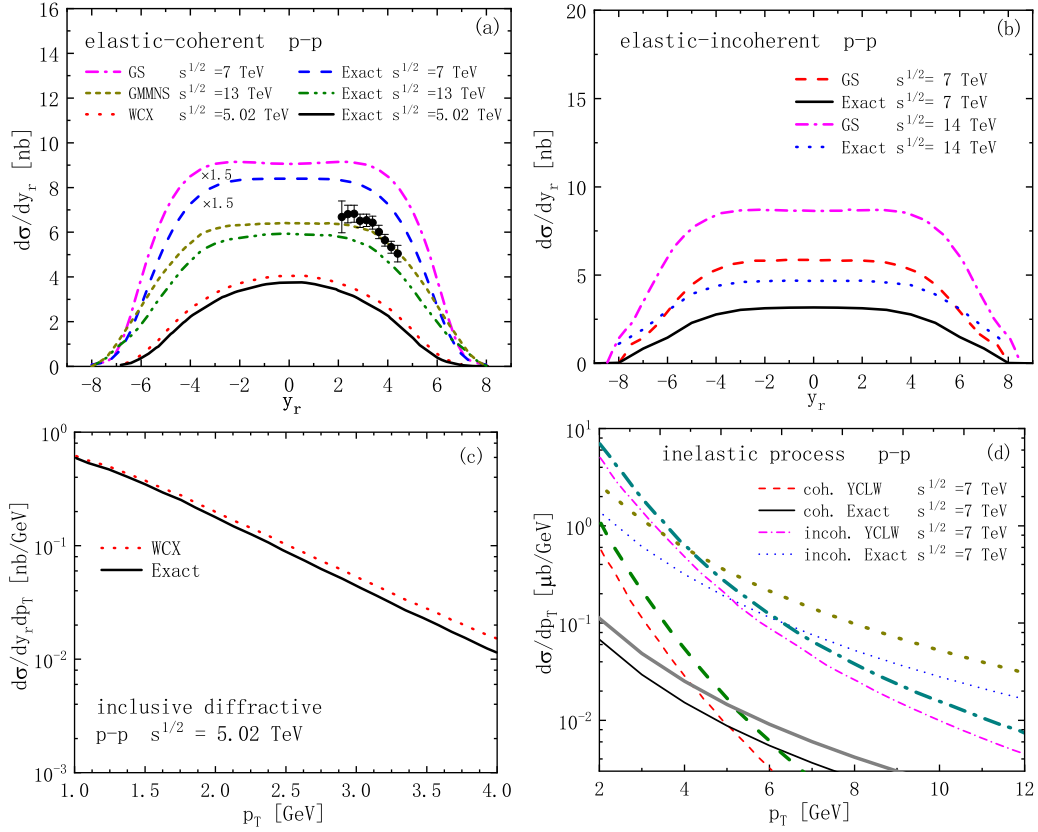 (a)
elastic-coherent p-p
GS s^1/2 =7 TeV Exact s^1/2 =7 TeV
GMMNS s^1/2 =13 TeV Exact s^1/2 =13 TeV
WCX s^1/2 =5.02 TeV Exact s^1/2 =5.02 TeV
×1.5
×1.5
16
14
12
10
8
6
4
2
0
dσ/dy_r [nb]
-8 -6 -4 -2 0 2 4 6 8
y_r
(b)
elastic-incoherent p-p
GS s^1/2= 7 TeV
Exact s^1/2= 7 TeV
GS s^1/2= 14 TeV
Exact s^1/2= 14 TeV
20
15
10
5
0
dσ/dy_r [nb]
-8 -6 -4 -2 0 2 4 6 8
y_r
(c)
WCX
Exact
inclusive diffractive
p-p s^1/2 = 5.02 TeV
10^0
10^-1
10^-2
10^-3
dσ/dy_rdp_T [nb/GeV]
1.0 1.5 2.0 2.5 3.0 3.5 4.0
p_T [GeV]
(d)
inelastic process p-p
coh. YCLW s^1/2 =7 TeV
coh. Exact s^1/2 =7 TeV
incoh. YCLW s^1/2 =7 TeV
incoh. Exact s^1/2 =7 TeV
10^1
10^0
10^-1
10^-2
dσ/dp_T [μb/GeV]
2 4 6 8 10 12
p_T [GeV]